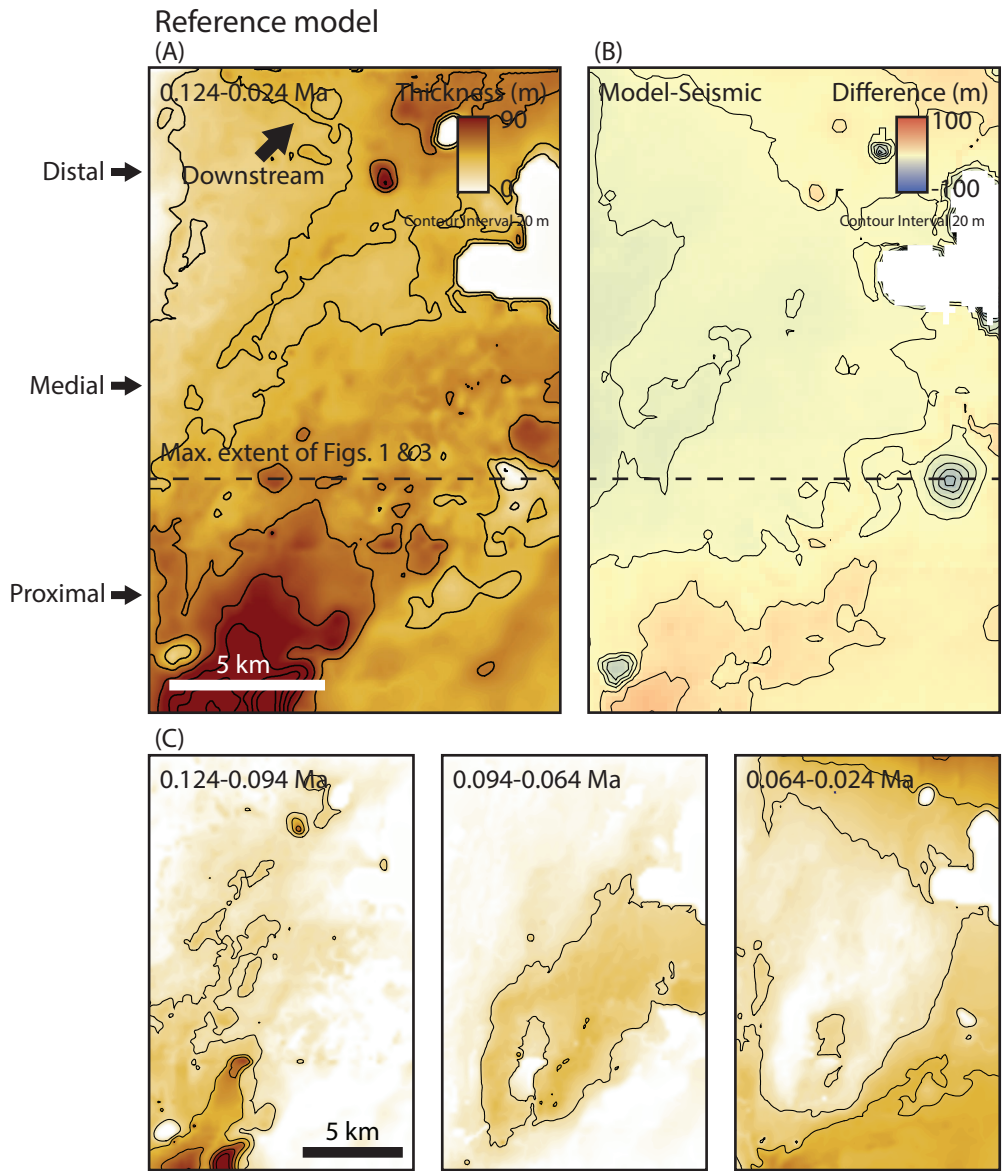 Reference model
(A)
(B)
0.124-0.024 Ma
Thickness (m)
90
0
Contour Interval 20 m
Downstream
Model-Seismic
Difference (m)
100
-100
Contour Interval 20 m
Distal
Medial
Max. extent of Figs. 1 & 3
Proximal
5 km
(C)
0.124-0.094 Ma
0.094-0.064 Ma
0.064-0.024 Ma
5 km